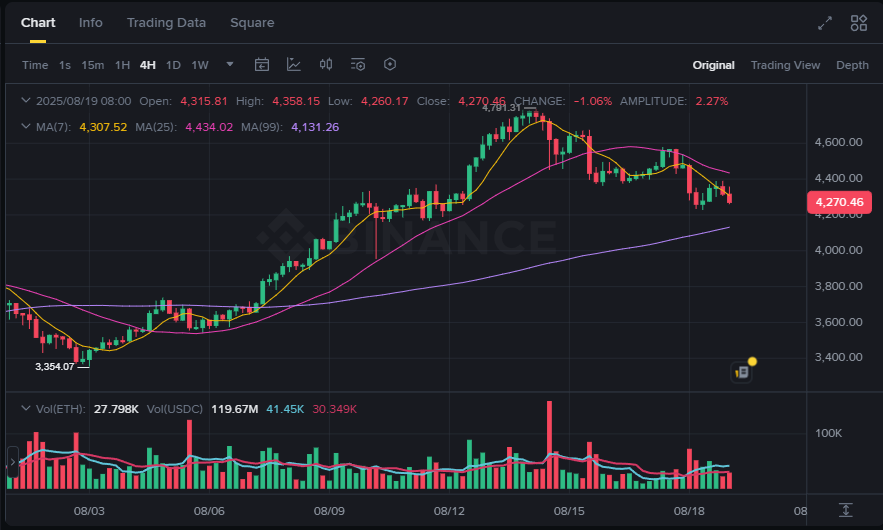 Chart Info Trading Data Square
Time 1s 15m 1H 4H 1D 1W Original Trading View Depth
2025/08/19 08:00 Open: 4,315.81 High: 4,358.15 Low: 4,260.17 Close: 4,270.46 CHANGE: −1.06% AMPLITUDE: 2.27%
4,791.31
MA(7): 4,307.52 MA(25): 4,434.02 MA(99): 4,131.26
4,600.00
4,400.00
4,270.46
4,200.00
BINANCE
4,000.00
3,800.00
3,600.00
3,400.00
3,354.07
Vol(ETH): 27.798K Vol(USDC) 119.67M 41.45K 30.349K
100K
08/03 08/06 08/09 08/12 08/15 08/18 08